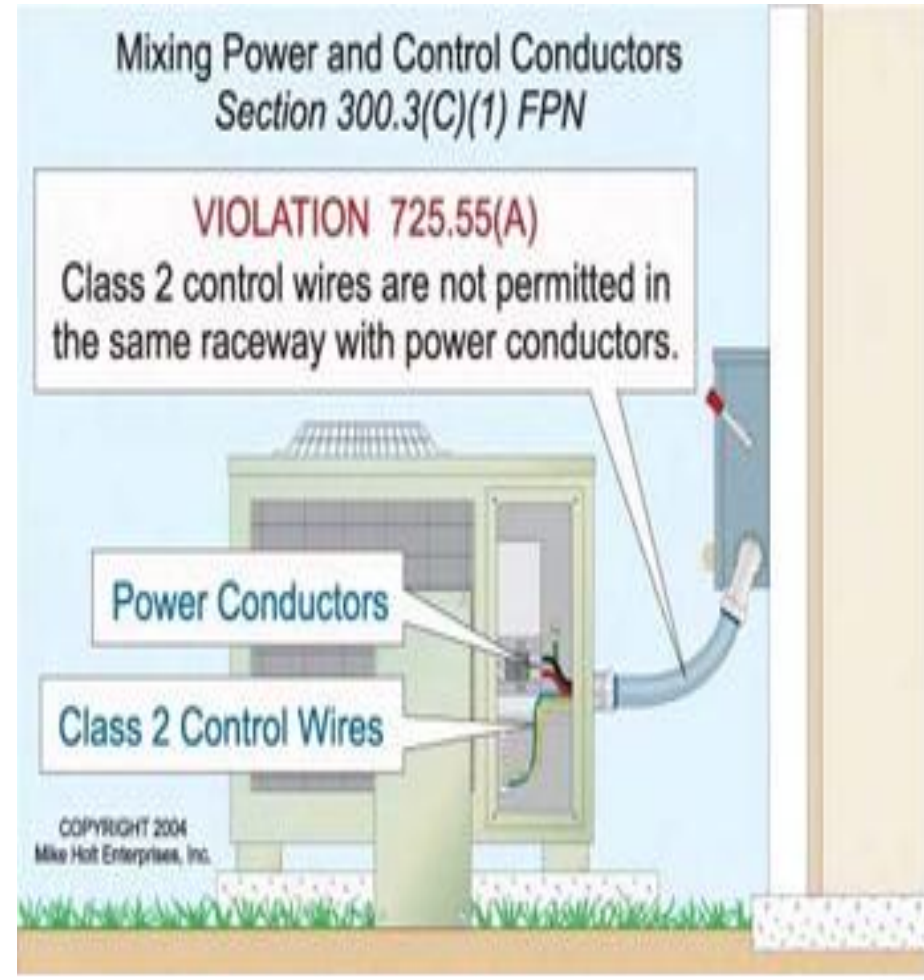 Mixing Power and Control Conductors
Section 300.3(C)(1) FPN
VIOLATION 725.55(A)
Class 2 control wires are not permitted in
the same raceway with power conductors.
Power Conductors
Class 2 Control Wires
COPYRIGHT 2004
Mike Holt Enterprises, Inc.